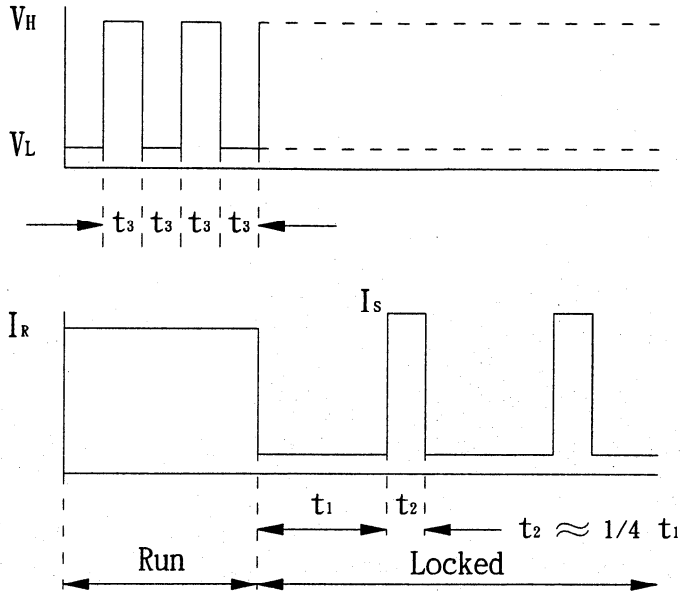 VH
VL
t3 t3 t3 t3
IR
IS
t1 t2 t2 ≈ 1/4 t1
Run Locked